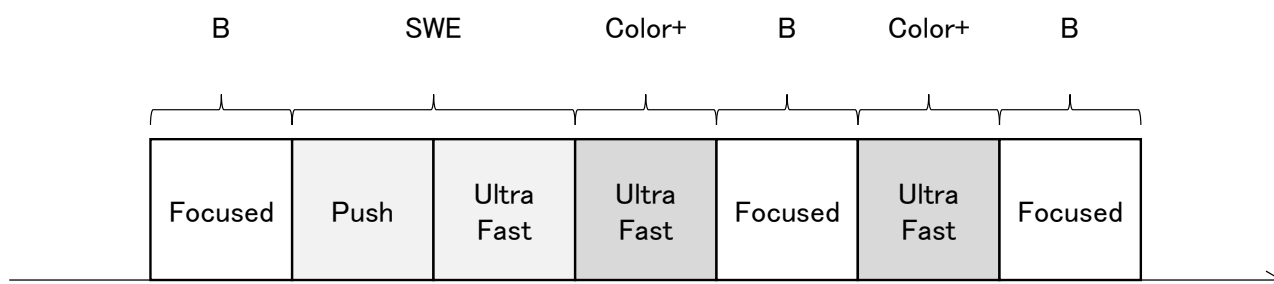 B SWE Color+ B Color+ B
Focused Push Ultra Fast Ultra Fast Focused Ultra Fast Focused